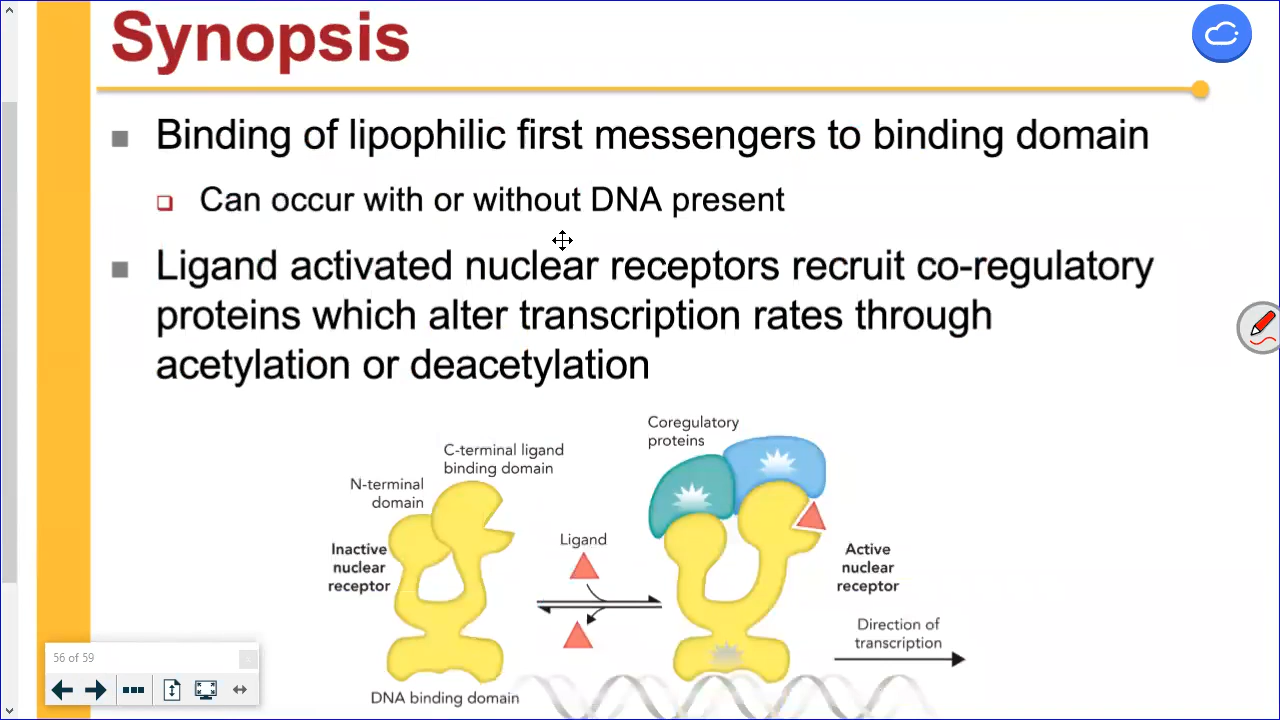 Synopsis
Binding of lipophilic first messengers to binding domain
Can occur with or without DNA present
Ligand activated nuclear receptors recruit co-regulatory
proteins which alter transcription rates through
acetylation or deacetylation
Coregulatory
proteins
C-terminal ligand
binding domain
N-terminal
domain
Inactive
nuclear
receptor
Ligand
Active
nuclear
receptor
Direction of
transcription
56 of 59
DNA binding domain